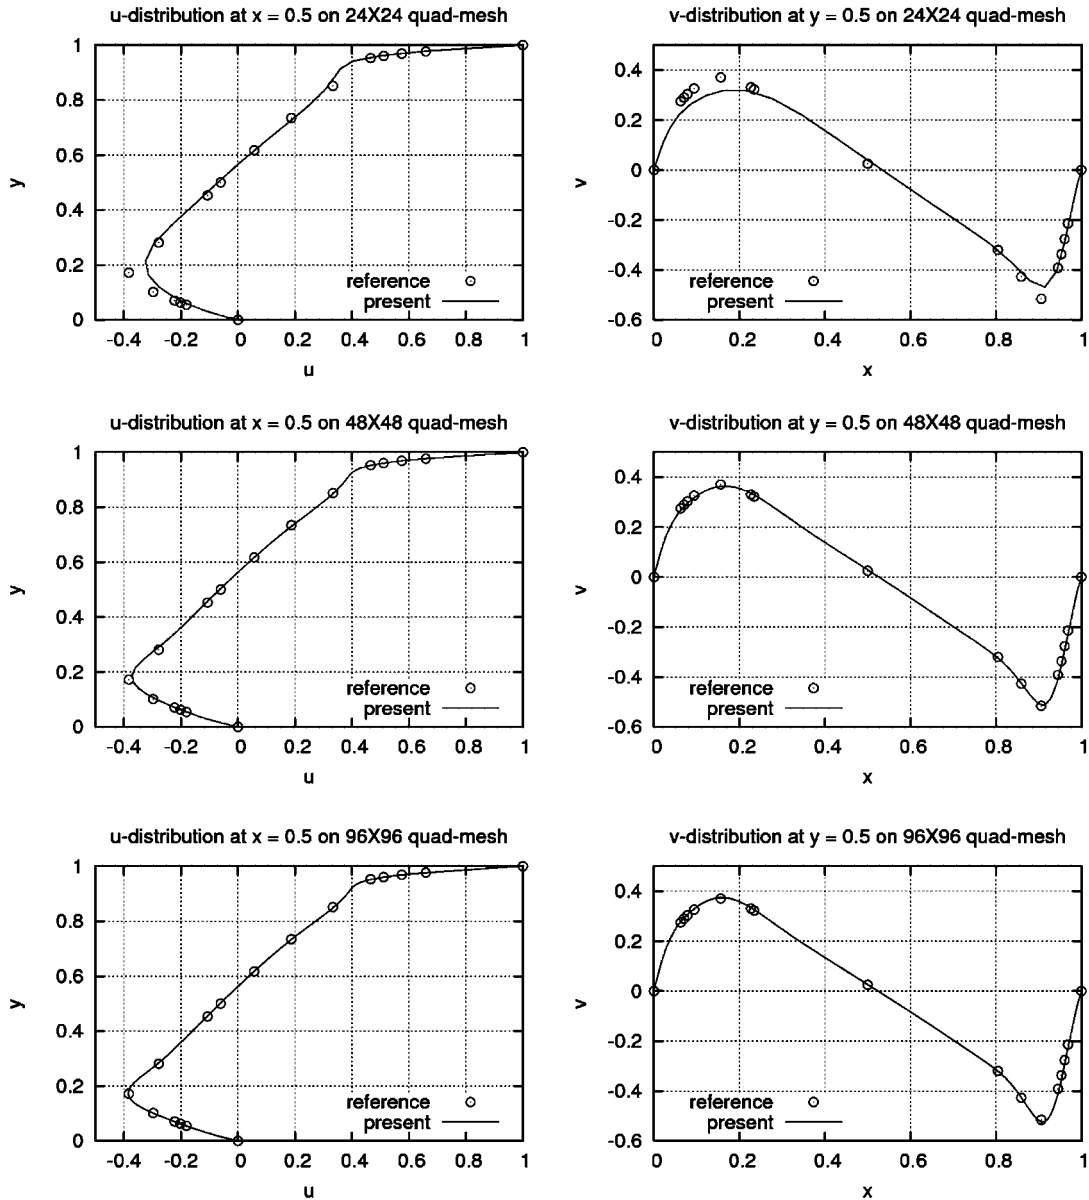 u-distribution at x = 0.5 on 24X24 quad-mesh
1
0.8
0.6
0.4
0.2
0
y
reference
present
-0.4 -0.2 0 0.2 0.4 0.6 0.8 1
u
v-distribution at y = 0.5 on 24X24 quad-mesh
0.4
0.2
0
-0.2
-0.4
-0.6
v
reference
present
0 0.2 0.4 0.6 0.8 1
x
u-distribution at x = 0.5 on 48X48 quad-mesh
1
0.8
0.6
0.4
0.2
0
y
reference
present
-0.4 -0.2 0 0.2 0.4 0.6 0.8 1
u
v-distribution at y = 0.5 on 48X48 quad-mesh
0.4
0.2
0
-0.2
-0.4
-0.6
v
reference
present
0 0.2 0.4 0.6 0.8 1
x
u-distribution at x = 0.5 on 96X96 quad-mesh
1
0.8
0.6
0.4
0.2
0
y
reference
present
-0.4 -0.2 0 0.2 0.4 0.6 0.8 1
u
v-distribution at y = 0.5 on 96X96 quad-mesh
0.4
0.2
0
-0.2
-0.4
-0.6
v
reference
present
0 0.2 0.4 0.6 0.8 1
x